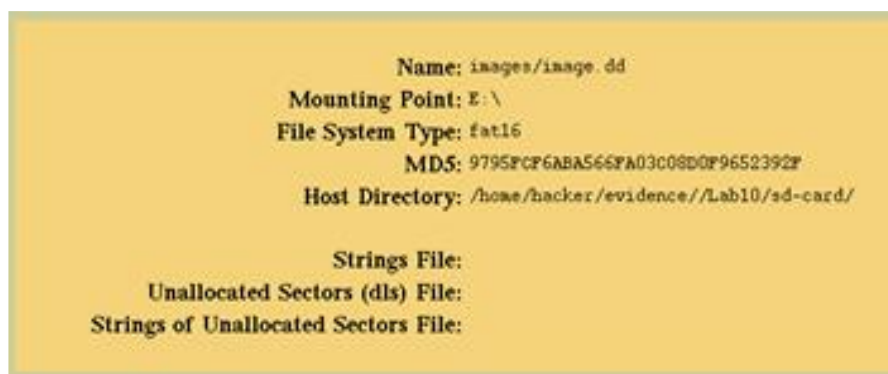 Name: images/image.dd
Mounting Point: E:\
File System Type: fat16
MD5: 9795FCF6ABA566FA03C08D0F9652392F
Host Directory: /home/hacker/evidence//Lab10/sd-card/
Strings File:
Unallocated Sectors (dls) File:
Strings of Unallocated Sectors File: